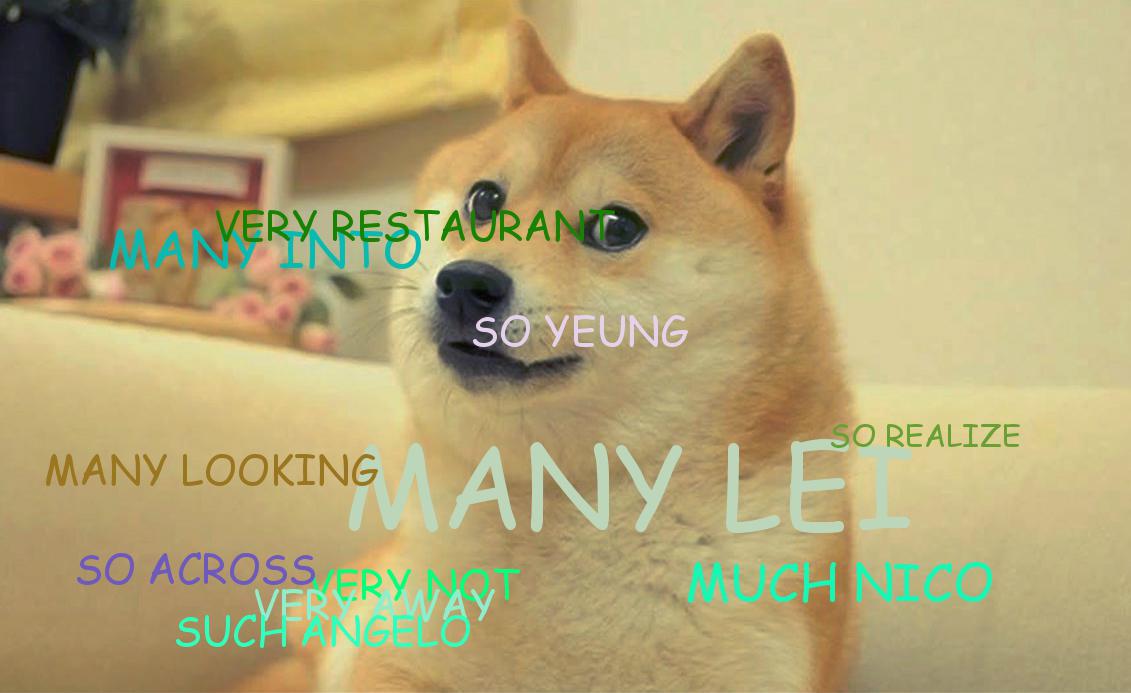 VERY RESTAURANT
MANY INTO
SO YEUNG
SO REALIZE
MANY LOOKING
MANY LEI
SO ACROSS
VERY NOT
MUCH NICO
VERY AWAY
SUCH ANGELO